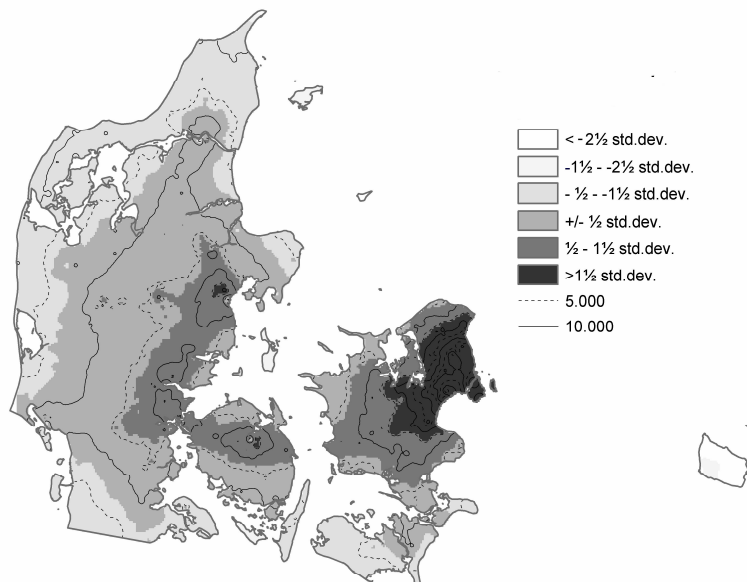 < -2½ std.dev.
-1½ - -2½ std.dev.
- ½ - -1½ std.dev.
+/- ½ std.dev.
½ - 1½ std.dev.
>1½ std.dev.
5.000
10.000